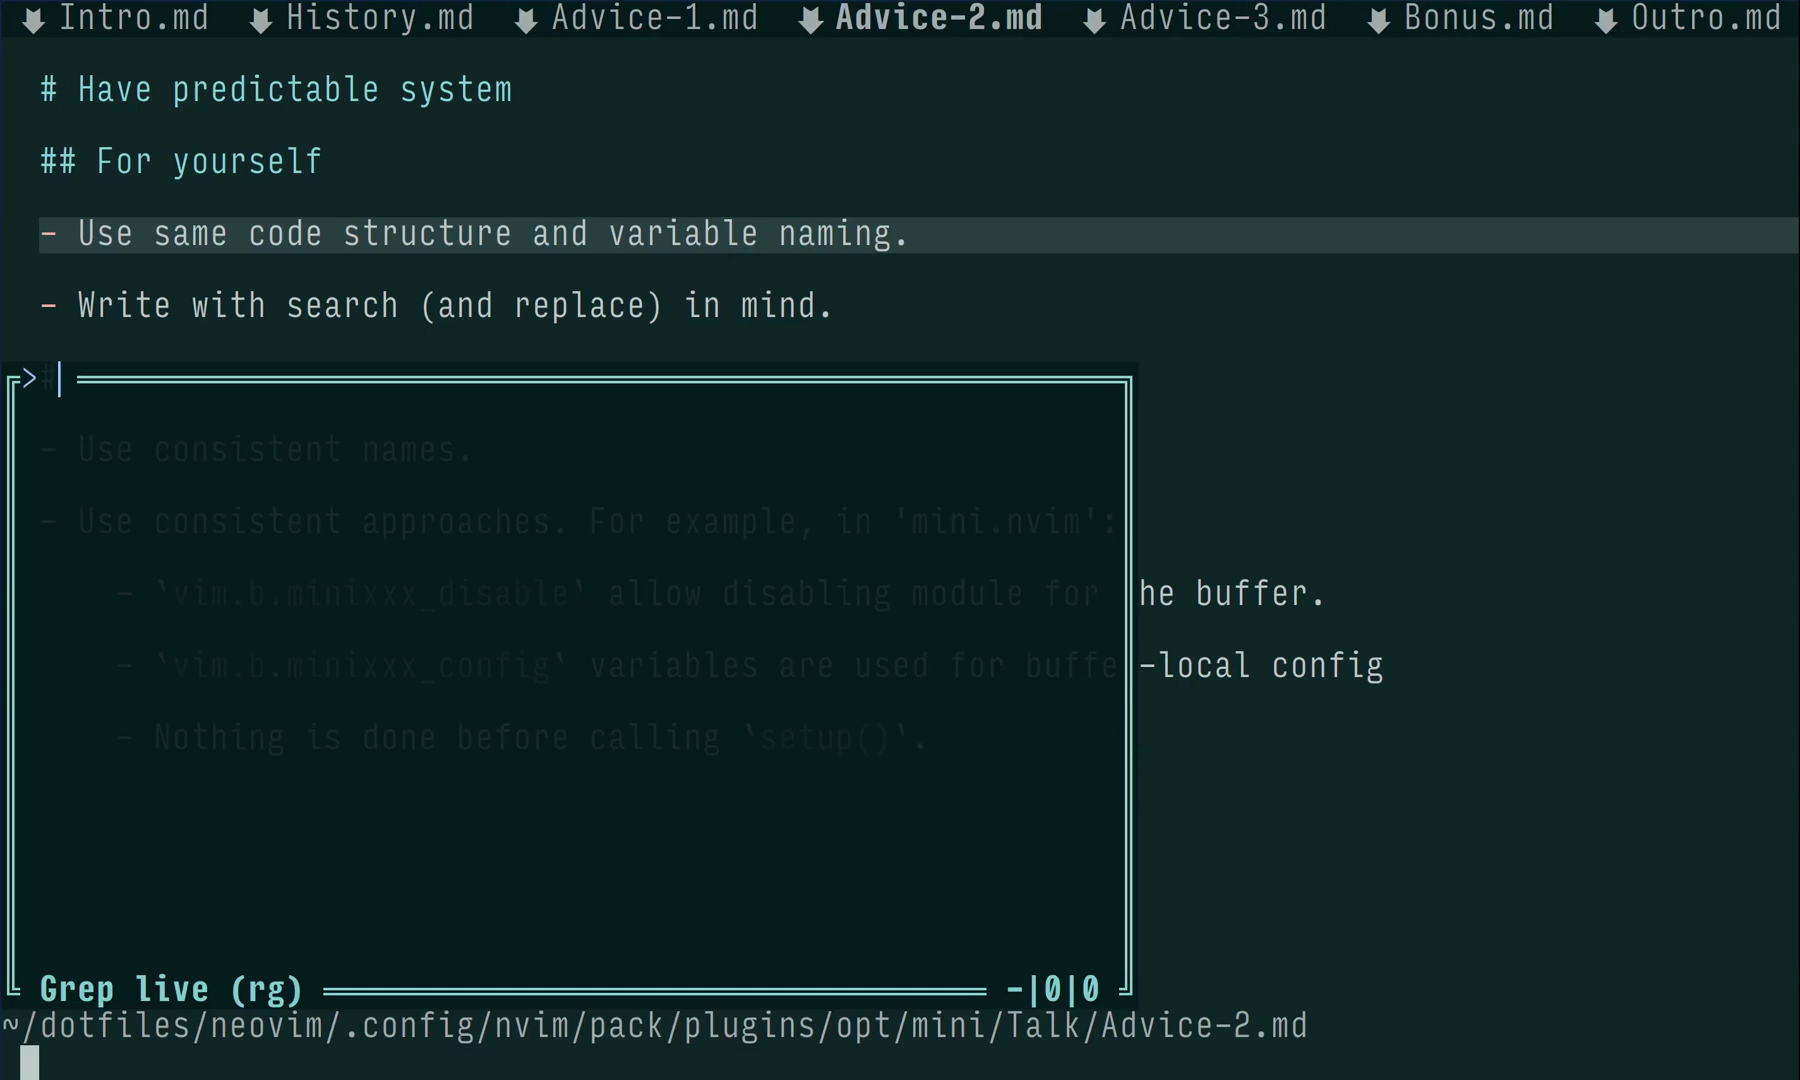 Intro.md History.md Advice-1.md Advice-2.md Advice-3.md Bonus.md Outro.md
# Have predictable system
## For yourself
- Use same code structure and variable naming.
- Write with search (and replace) in mind.
>#
- Use consistent names.
- Use consistent approaches. For example, in 'mini.nvim':
- `vim.b.minixxx_disable` allow disabling module for he buffer.
- `vim.b.minixxx_config` variables are used for buffe-local config
- Nothing is done before calling `setup()`.
Grep live (rg) -|0|0
~/dotfiles/neovim/.config/nvim/pack/plugins/opt/mini/Talk/Advice-2.md